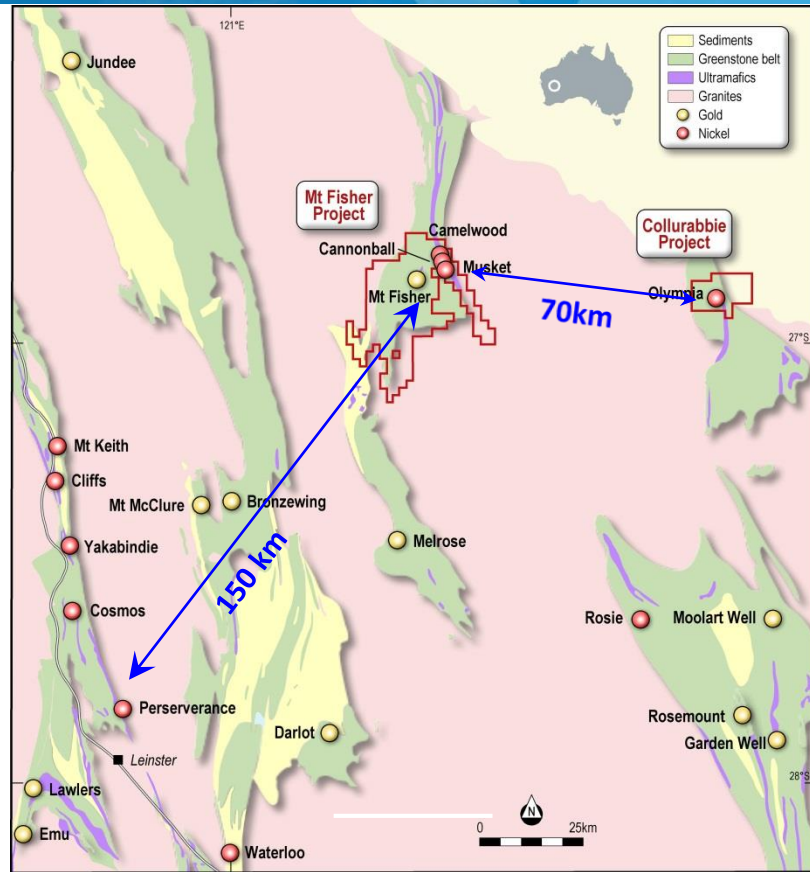 121°E
Jundee
Sediments
Greenstone belt
Ultramafics
Granites
Gold
Nickel
Mt Fisher
Project
Camelwood
Cannonball
Musket
Mt Fisher
Collurabbie
Project
Olympia
70km
27°S
Mt Keith
Cliffs
Mt McClure
Bronzewing
Yakabindie
Melrose
150 km
Cosmos
Rosie
Moolart Well
Perserverance
Darlot
Rosemount
Garden Well
Leinster
28°S
Lawlers
Emu
Waterloo
N
0
25km